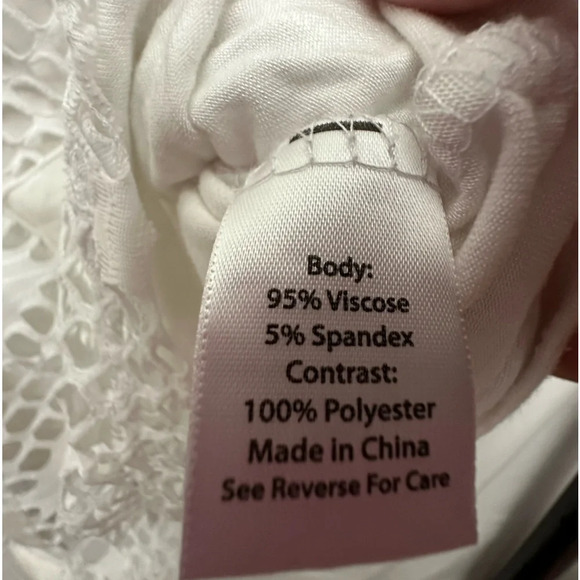 Body:
95% Viscose
5% Spandex
Contrast:
100% Polyester
Made in China
See Reverse For Care